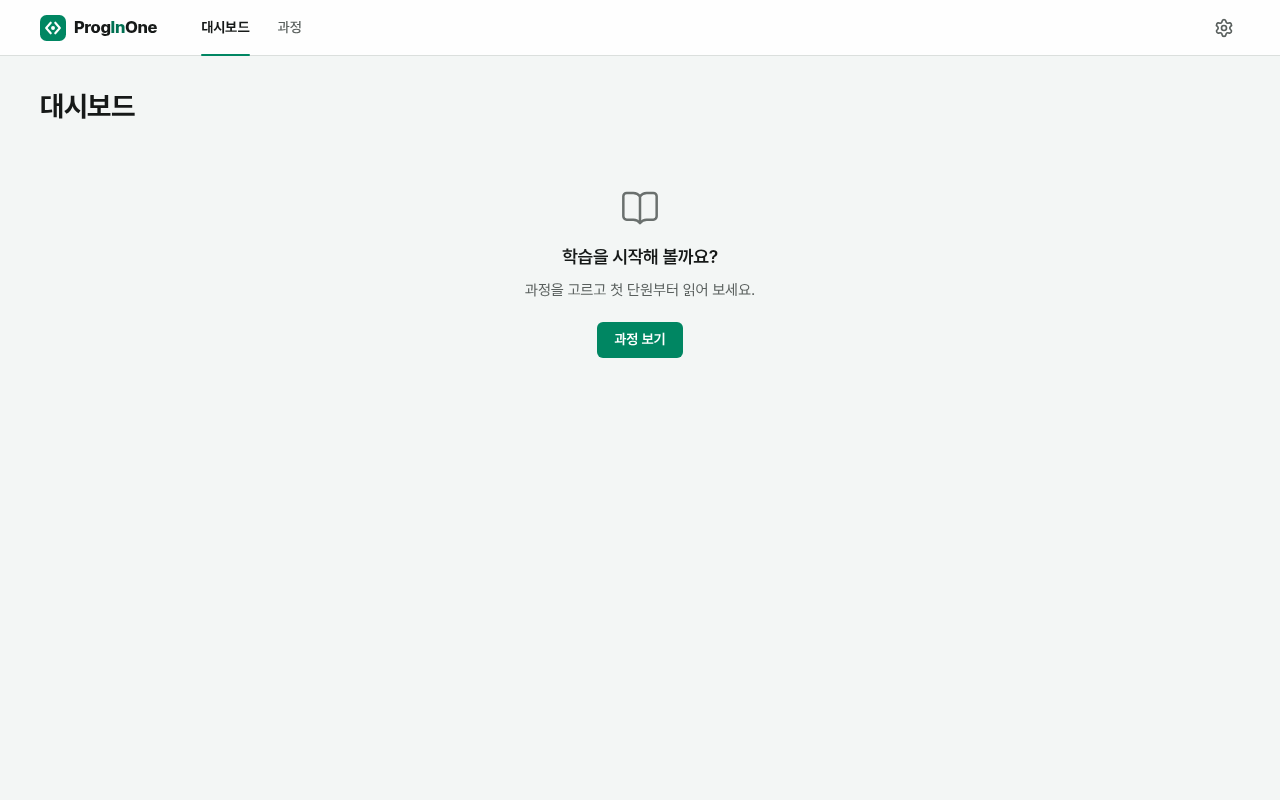 ProgInOne
대시보드
과정
대시보드
학습을 시작해 볼까요?
과정을 고르고 첫 단원부터 읽어 보세요.
과정 보기